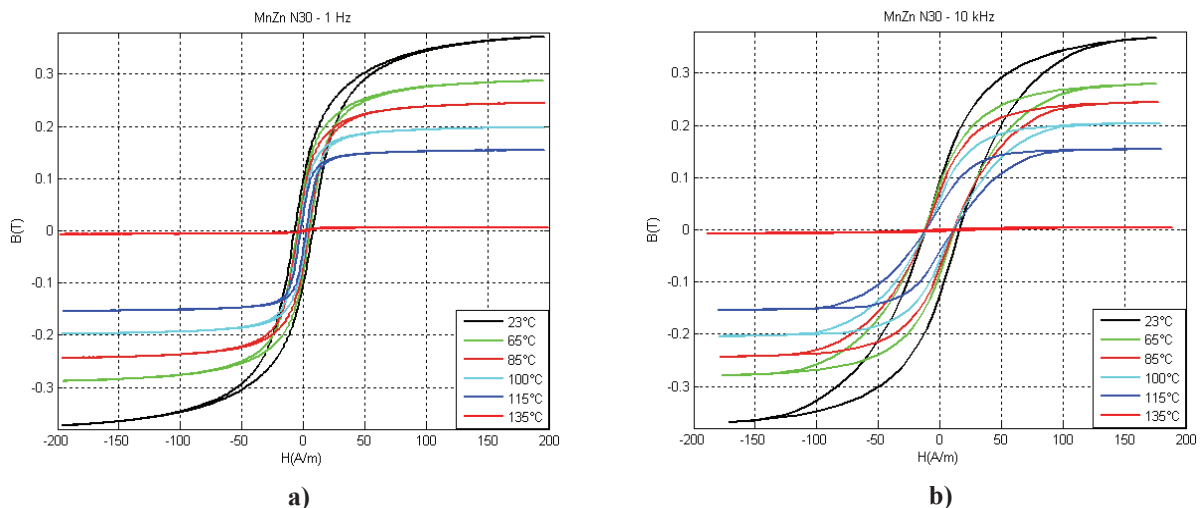 MnZn N30 - 1 Hz
B(T)
0.3
0.2
0.1
0
-0.1
-0.2
-0.3
-200 -150 -100 -50 0 50 100 150 200
H(A/m)
23°C
65°C
85°C
100°C
115°C
135°C
a)
MnZn N30 - 10 kHz
B(T)
0.3
0.2
0.1
0
-0.1
-0.2
-0.3
-200 -150 -100 -50 0 50 100 150 200
H(A/m)
23°C
65°C
85°C
100°C
115°C
135°C
b)